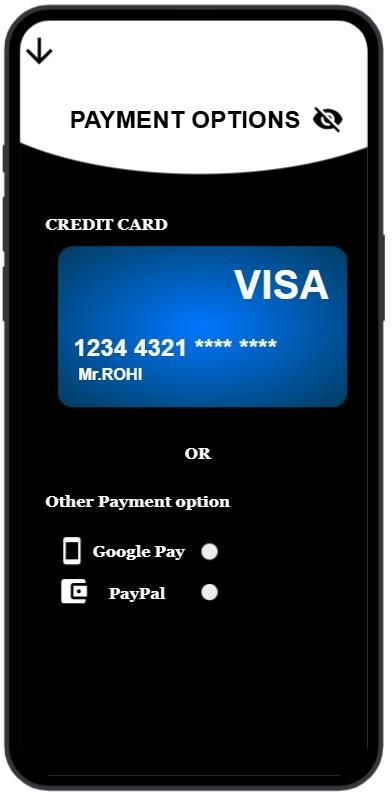 PAYMENT OPTIONS
CREDIT CARD
VISA
1234 4321 **** ****
Mr.ROHI
OR
Other Payment option
Google Pay
PayPal